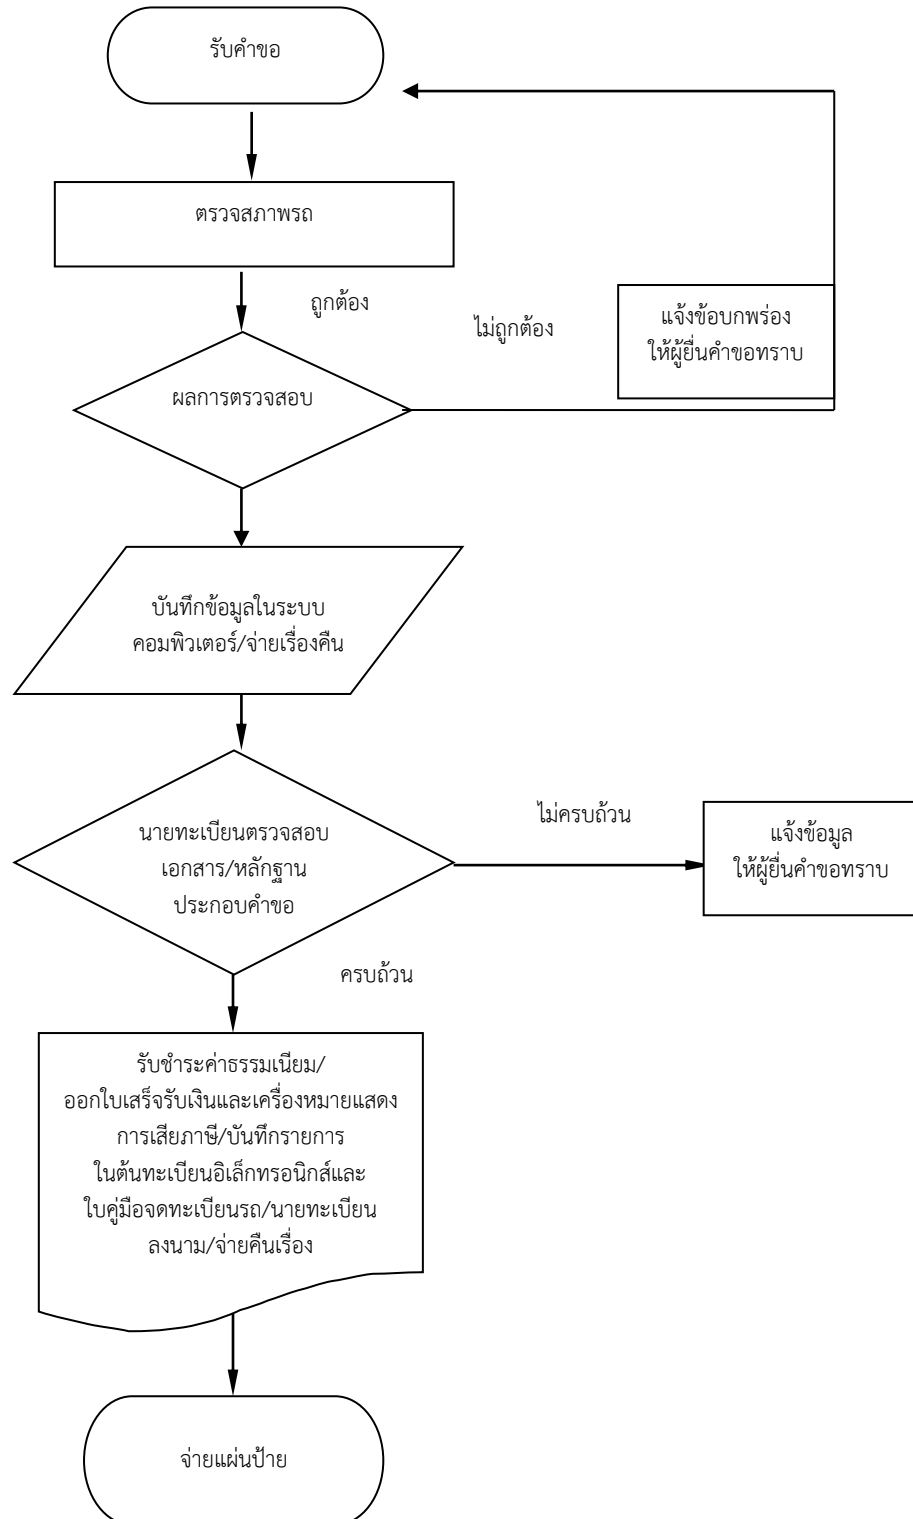 รับคำขอ
ตรวจสภาพรถ
ถูกต้อง
ไม่ถูกต้อง
แจ้งข้อบกพร่อง
ให้ผู้ยื่นคำขอทราบ
ผลการตรวจสอบ
บันทึกข้อมูลในระบบ
คอมพิวเตอร์/จ่ายเรื่องคืน
นายทะเบียนตรวจสอบ
เอกสาร/หลักฐาน
ประกอบคำขอ
ไม่ครบถ้วน
แจ้งข้อมูล
ให้ผู้ยื่นคำขอทราบ
ครบถ้วน
รับชำระค่าธรรมเนียม/
ออกใบเสร็จรับเงินและเครื่องหมายแสดง
การเสียภาษี/บันทึกรายการ
ในต้นทะเบียนอิเล็กทรอนิกส์และ
ใบคู่มือจดทะเบียนรถ/นายทะเบียน
ลงนาม/จ่ายคืนเรื่อง
จ่ายแผ่นป้าย